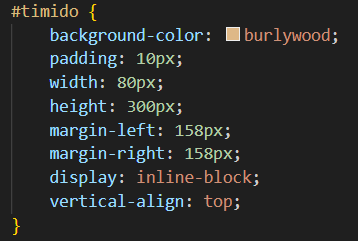 #timido {
background-color: burlywood;
padding: 10px;
width: 80px;
height: 300px;
margin-left: 158px;
margin-right: 158px;
display: inline-block;
vertical-align: top;
}